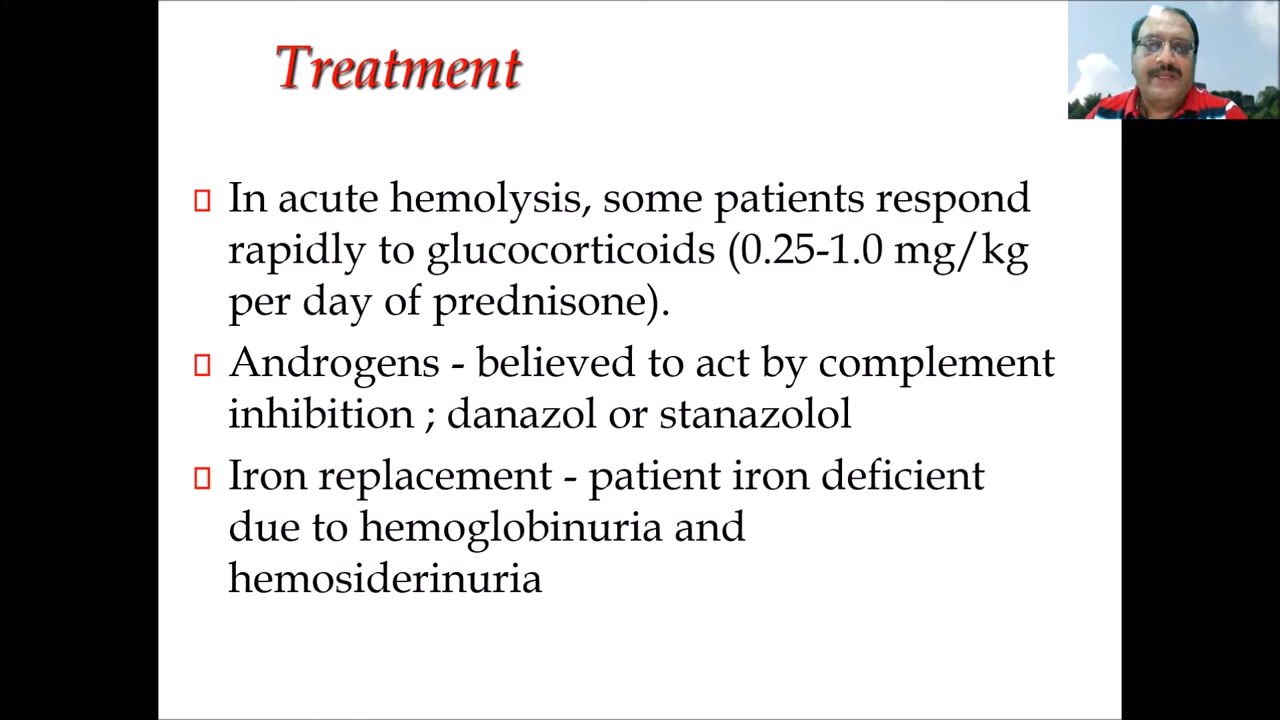 Treatment
In acute hemolysis, some patients respond
rapidly to glucocorticoids (0.25-1.0 mg/kg
per day of prednisone).
Androgens - believed to act by complement
inhibition ; danazol or stanazolol
Iron replacement - patient iron deficient
due to hemoglobinuria and
hemosiderinuria